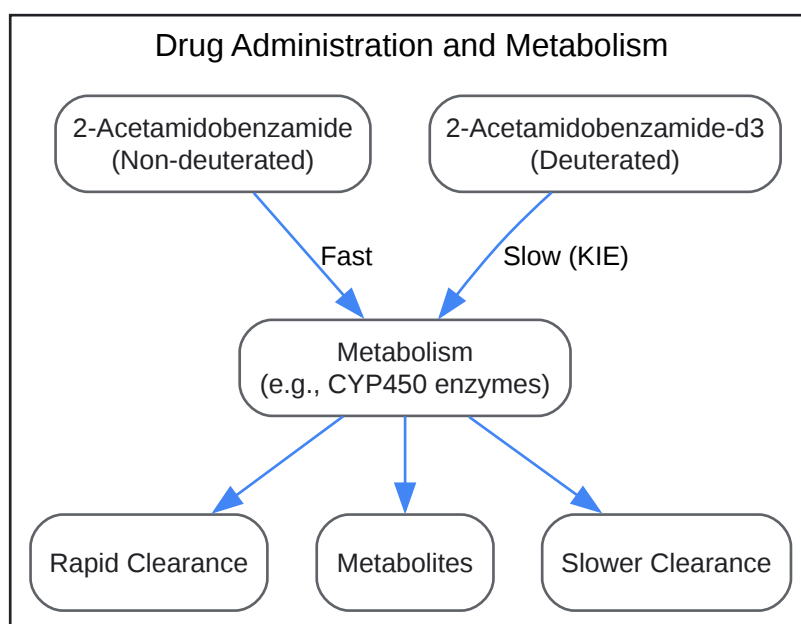 Drug Administration and Metabolism
2-Acetamidobenzamide
(Non-deuterated)
2-Acetamidobenzamide-d3
(Deuterated)
Fast
Slow (KIE)
Metabolism
(e.g., CYP450 enzymes)
Rapid Clearance
Metabolites
Slower Clearance